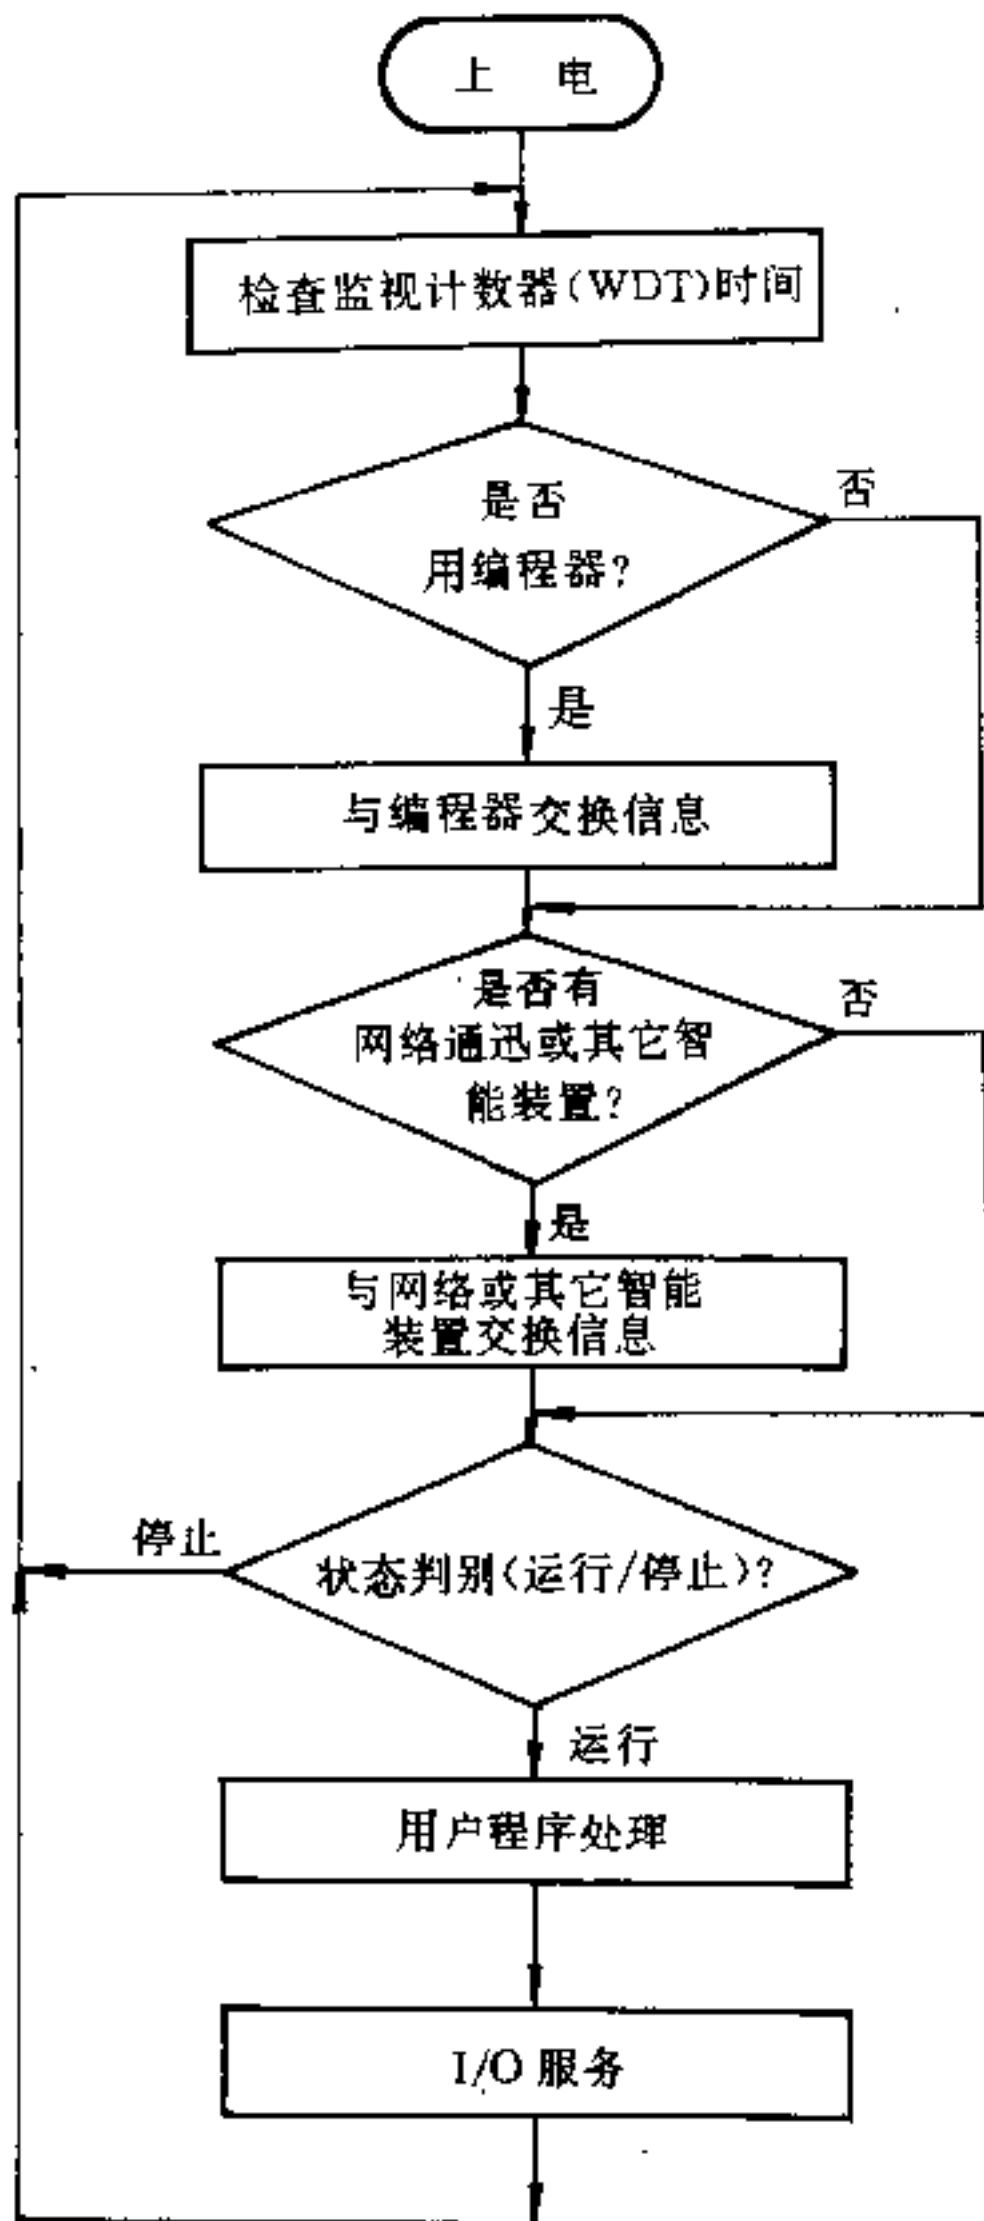 上 电
检查监视计数器(WDT)时间
是否
用编程器?
否
是
与编程器交换信息
是否有
网络通迅或其它智
能装置?
否
是
与网络或其它智能
装置交换信息
停止
状态判别(运行/停止)?
运行
用户程序处理
I/O 服务